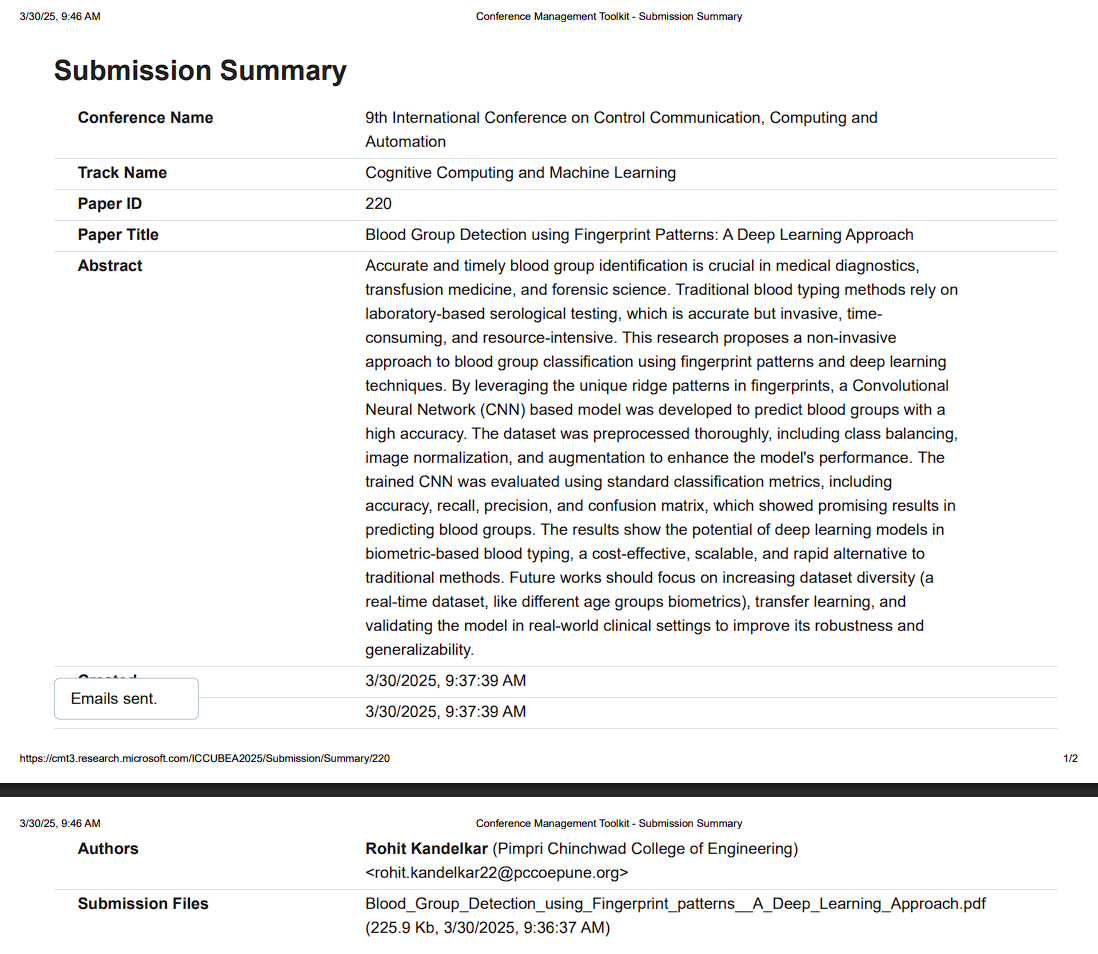 3/30/25, 9:46 AM Conference Management Toolkit - Submission Summary
Submission Summary
Conference Name 9th International Conference on Control Communication, Computing and
Automation
Track Name Cognitive Computing and Machine Learning
Paper ID 220
Paper Title Blood Group Detection using Fingerprint Patterns: A Deep Learning Approach
Abstract Accurate and timely blood group identification is crucial in medical diagnostics,
transfusion medicine, and forensic science. Traditional blood typing methods rely on
laboratory-based serological testing, which is accurate but invasive, time-
consuming, and resource-intensive. This research proposes a non-invasive
approach to blood group classification using fingerprint patterns and deep learning
techniques. By leveraging the unique ridge patterns in fingerprints, a Convolutional
Neural Network (CNN) based model was developed to predict blood groups with a
high accuracy. The dataset was preprocessed thoroughly, including class balancing,
image normalization, and augmentation to enhance the model's performance. The
trained CNN was evaluated using standard classification metrics, including
accuracy, recall, precision, and confusion matrix, which showed promising results in
predicting blood groups. The results show the potential of deep learning models in
biometric-based blood typing, a cost-effective, scalable, and rapid alternative to
traditional methods. Future works should focus on increasing dataset diversity (a
real-time dataset, like different age groups biometrics), transfer learning, and
validating the model in real-world clinical settings to improve its robustness and
generalizability.
3/30/2025, 9:37:39 AM
Emails sent.
3/30/2025, 9:37:39 AM
https://cmt3.research.microsoft.com/ICCUBEA2025/Submission/Summary/220 1/2
3/30/25, 9:46 AM Conference Management Toolkit - Submission Summary
Authors Rohit Kandelkar (Pimpri Chinchwad College of Engineering)
<rohit.kandelkar22@pccoepune.org>
Submission Files Blood_Group_Detection_using_Fingerprint_patterns__A_Deep_Learning_Approach.pdf
(225.9 Kb, 3/30/2025, 9:36:37 AM)